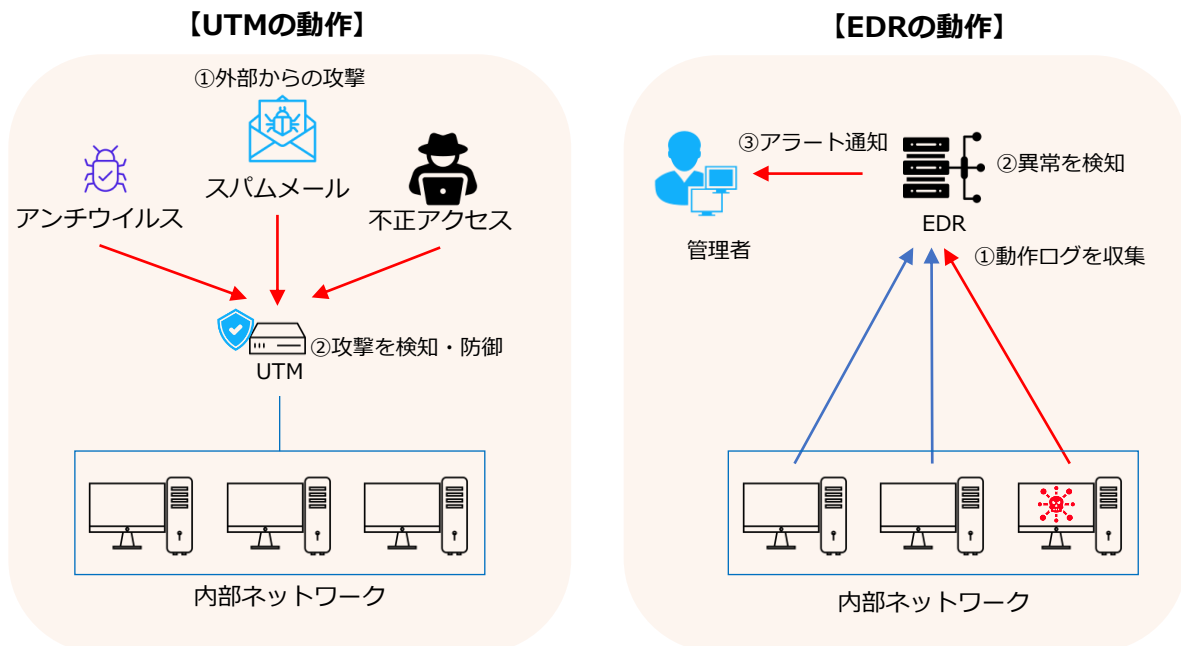 【UTMの動作】
①外部からの攻撃
スパムメール
アンチウイルス
不正アクセス
②攻撃を検知・防御
UTM
内部ネットワーク
【EDRの動作】
③アラート通知
②異常を検知
EDR
管理者
①動作ログを収集
内部ネットワーク